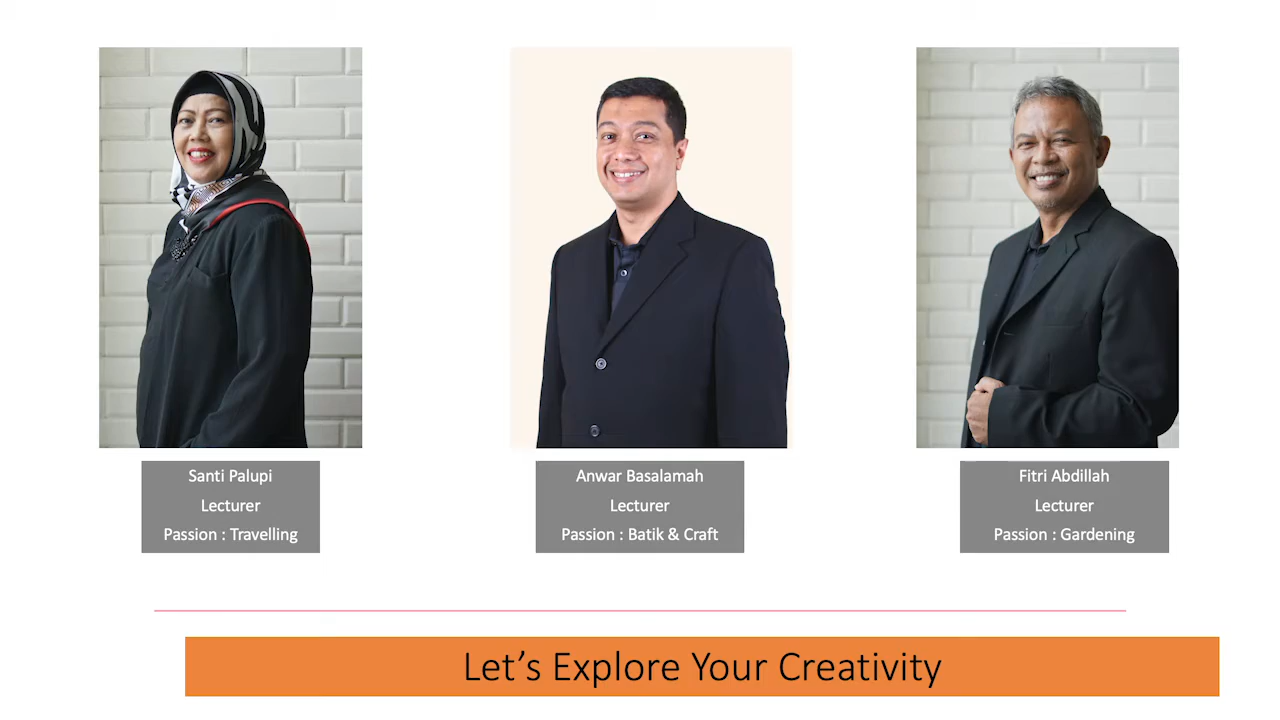 Santi Palupi
Lecturer
Passion : Travelling
Anwar Basalamah
Lecturer
Passion : Batik & Craft
Fitri Abdillah
Lecturer
Passion : Gardening
Let’s Explore Your Creativity